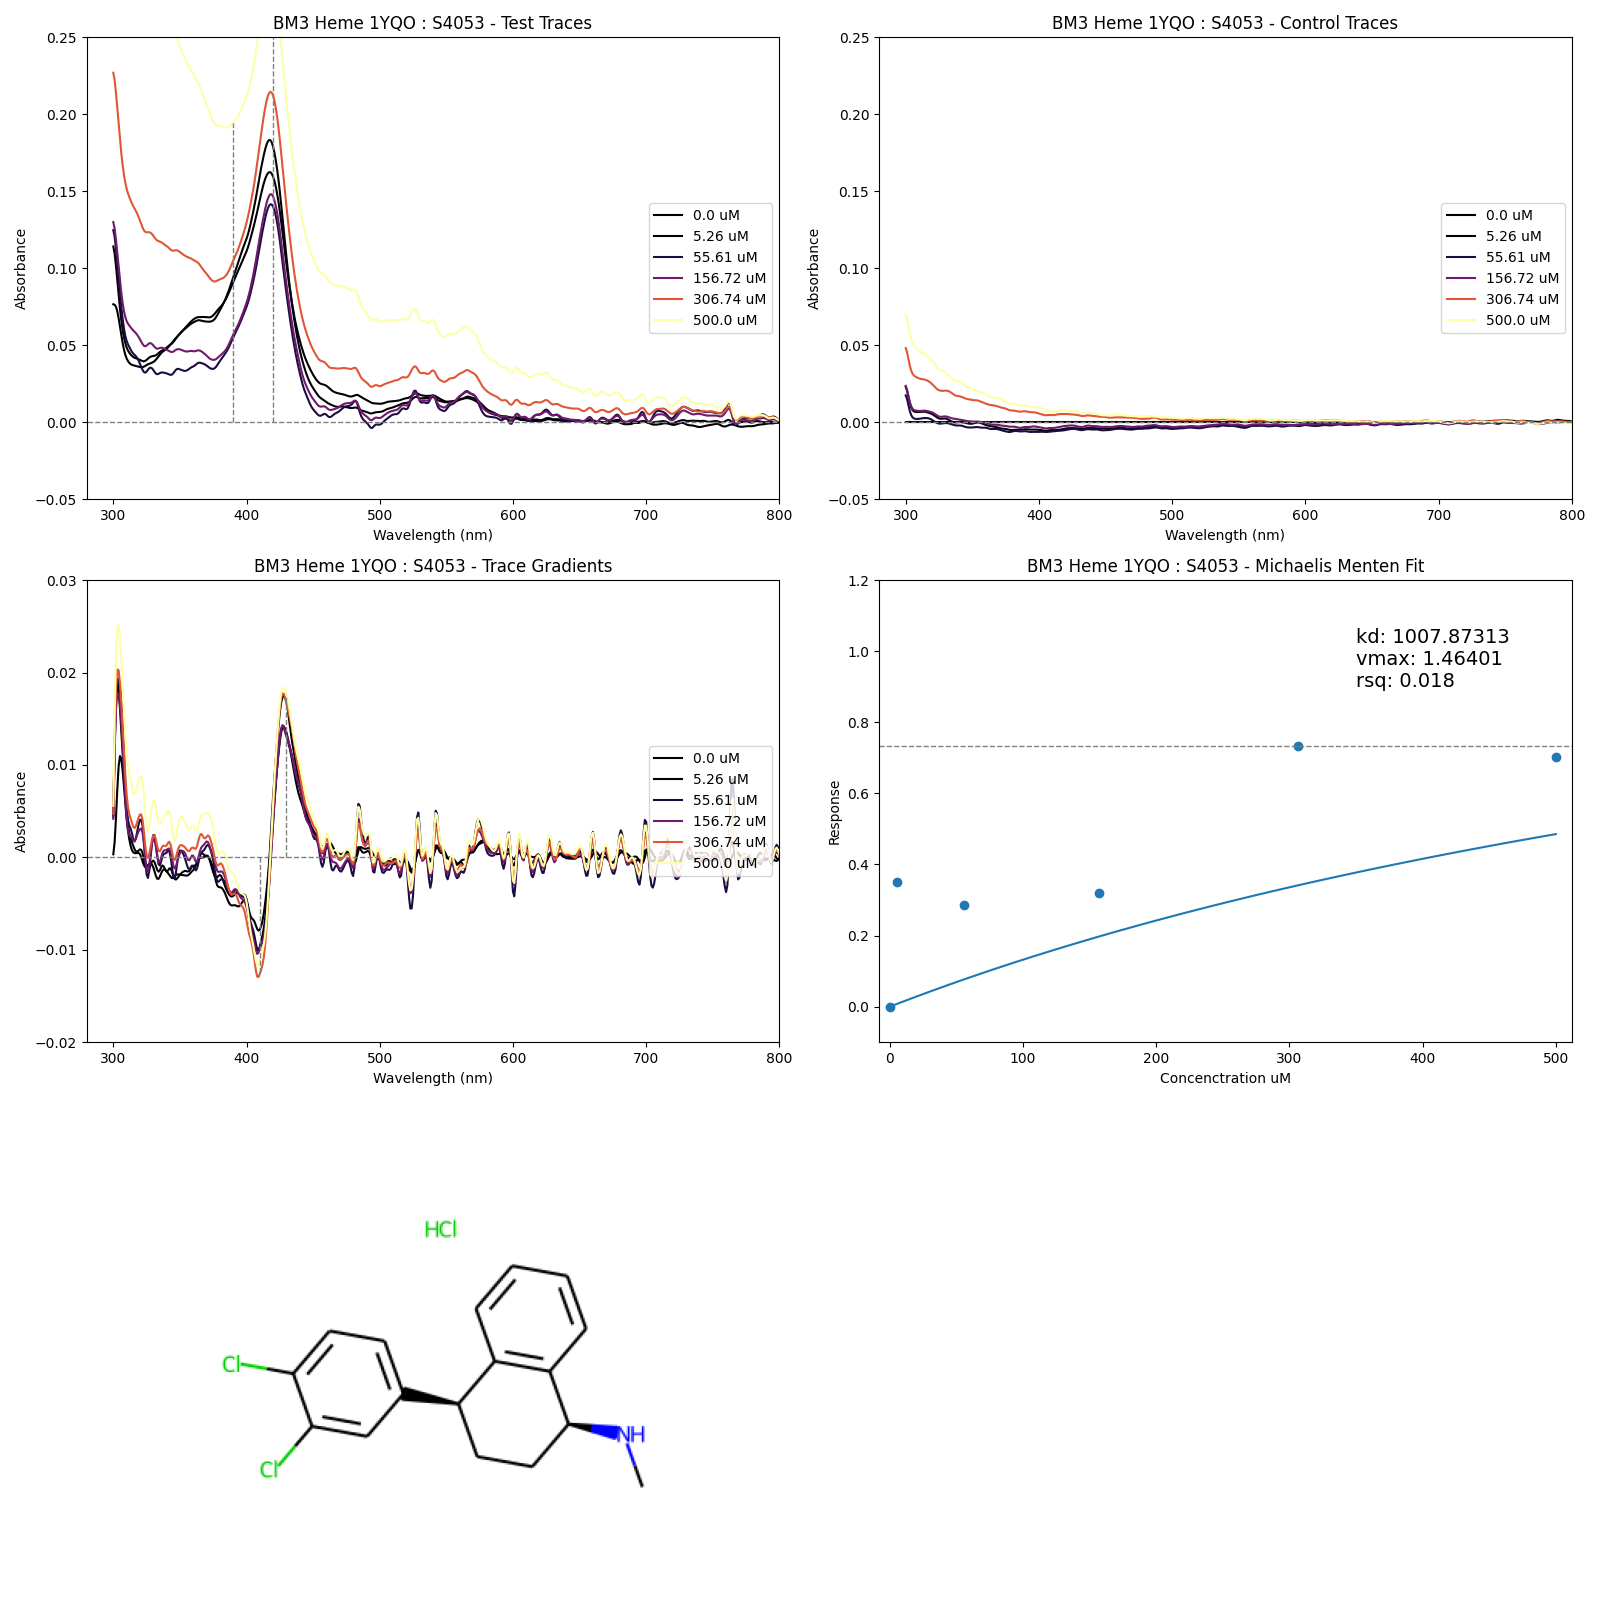 BM3 Heme 1YQO : S4053 - Test Traces
0.25
0.20
0.15
0.10
0.05
0.00
−0.05
Absorbance
300 400 500 600 700 800
Wavelength (nm)
0.0 uM
5.26 uM
55.61 uM
156.72 uM
306.74 uM
500.0 uM
BM3 Heme 1YQO : S4053 - Control Traces
0.25
0.20
0.15
0.10
0.05
0.00
−0.05
Absorbance
300 400 500 600 700 800
Wavelength (nm)
0.0 uM
5.26 uM
55.61 uM
156.72 uM
306.74 uM
500.0 uM
BM3 Heme 1YQO : S4053 - Trace Gradients
0.03
0.02
0.01
0.00
−0.01
−0.02
Absorbance
300 400 500 600 700 800
Wavelength (nm)
0.0 uM
5.26 uM
55.61 uM
156.72 uM
306.74 uM
500.0 uM
BM3 Heme 1YQO : S4053 - Michaelis Menten Fit
1.2
1.0
0.8
0.6
0.4
0.2
0.0
Response
kd: 1007.87313
vmax: 1.46401
rsq: 0.018
0 100 200 300 400 500
Concenctration uM
HCl
Cl
Cl
NH